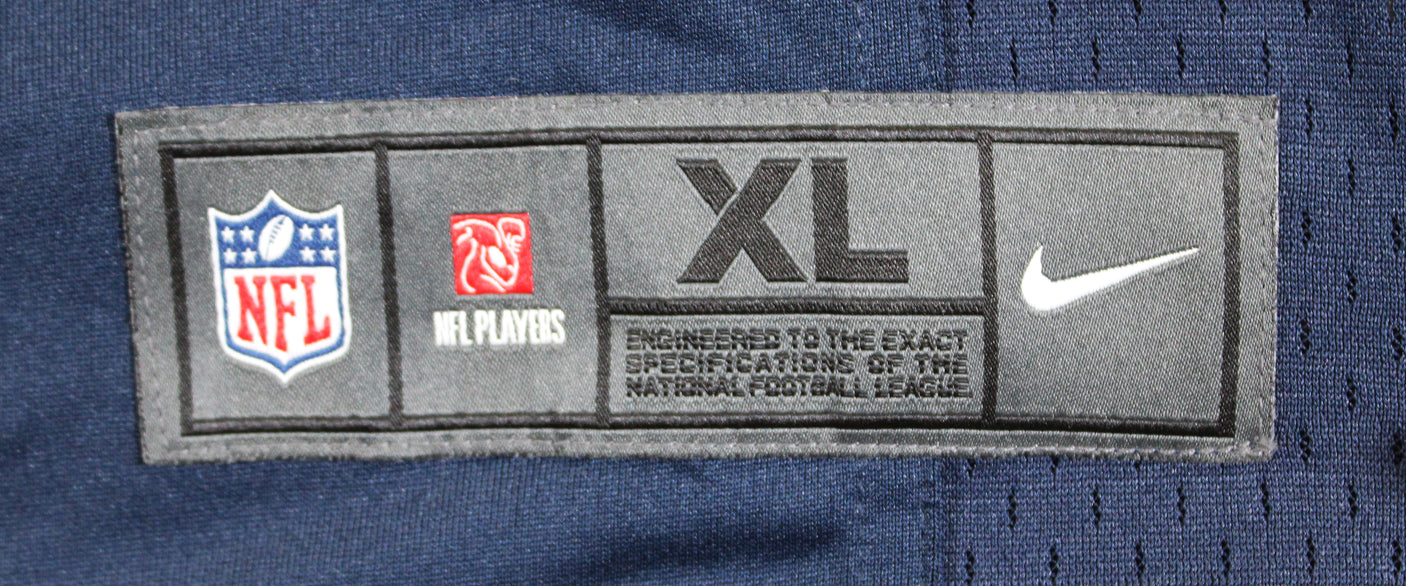 NFL
NFL PLAYERS
XL
ENGINEERED TO THE EXACT
SPECIFICATIONS OF THE
NATIONAL FOOTBALL LEAGUE